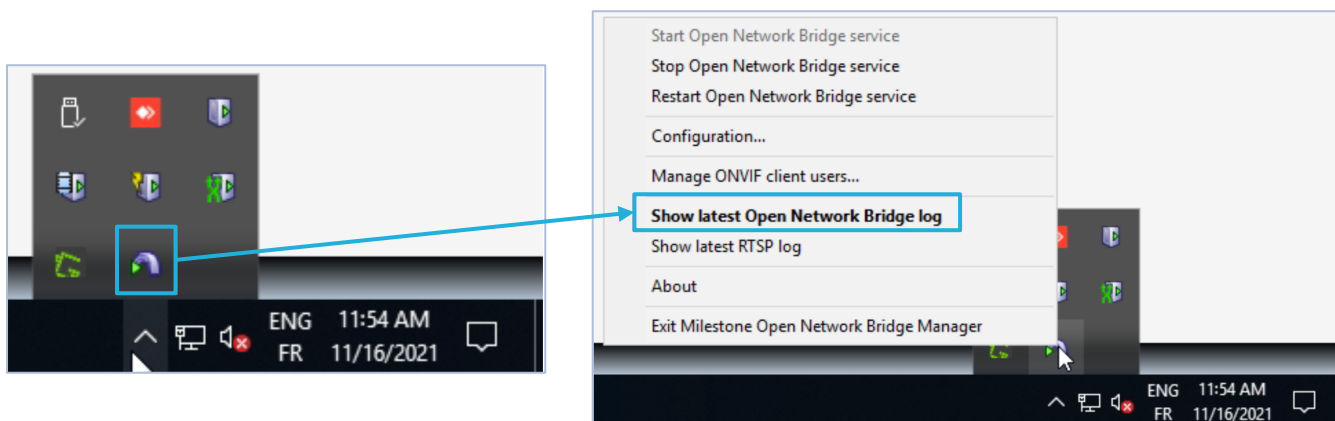 ENG 11:54 AM
FR 11/16/2021
Start Open Network Bridge service
Stop Open Network Bridge service
Restart Open Network Bridge service
Configuration...
Manage ONVIF client users...
Show latest Open Network Bridge log
Show latest RTSP log
About
Exit Milestone Open Network Bridge Manager
ENG 11:54 AM
FR 11/16/2021